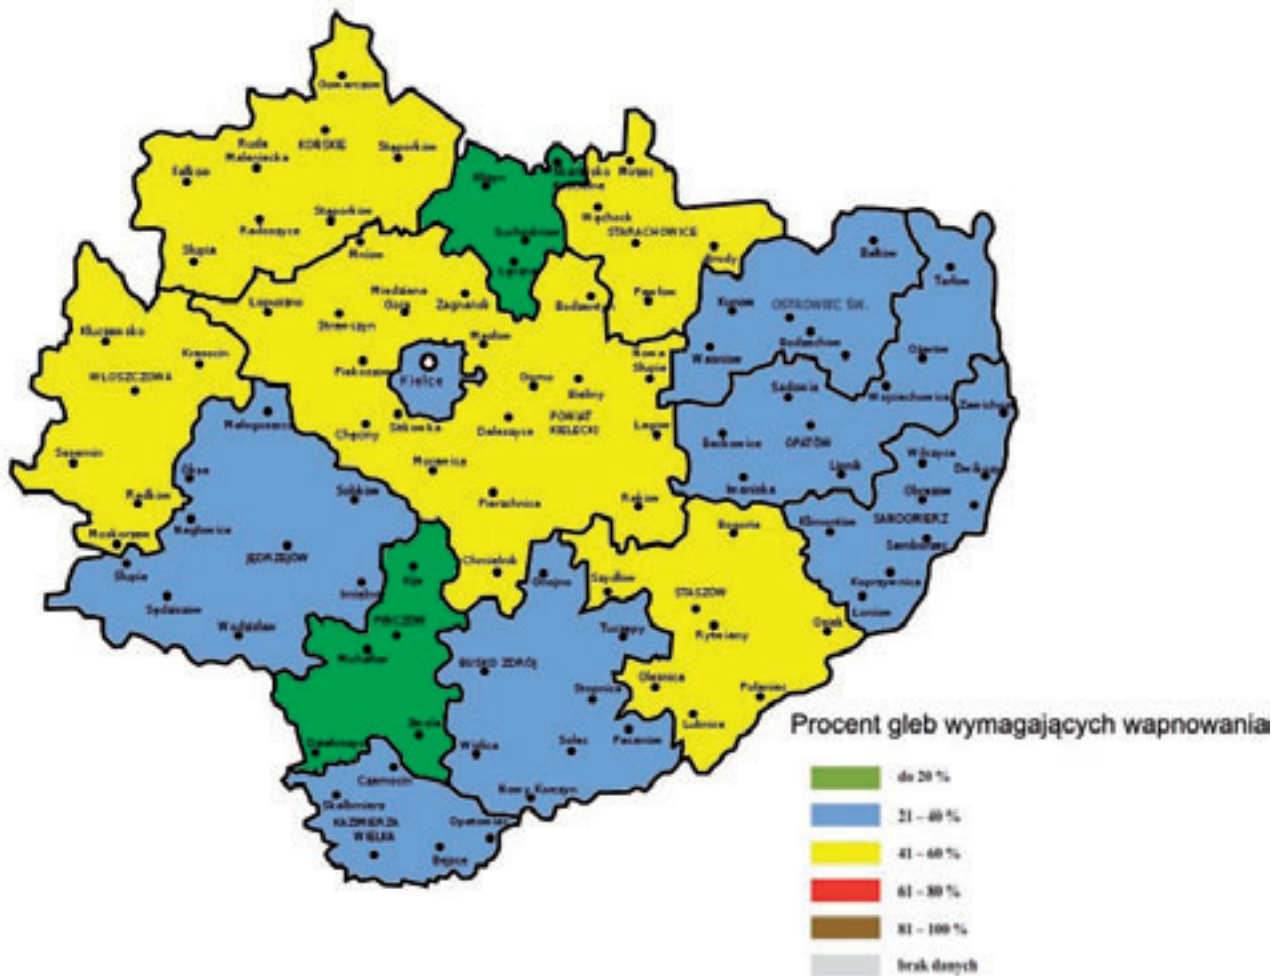 Ruda
Maleniecka
KOŃSKIE
Stąporków
Fałków
Stąporków
Radoszyce
Słupia
Mirzec
Wąchock
STARACHOWICE
Brody
Pawłów
Suchedniów
Łączna
Mniów
Łopuszno
Miedziana
Góra
Zagnańsk
Bodzentyn
Strawczyn
Masłów
Piekoszów
Kielce
Górno
Bieliny
Nowa
Słupia
Daleszyce
POWIAT
KIELECKI
Łagów
Chęciny
Sitkówka
Morawica
Pierzchnica
Raków
Chmielnik
Kluczewsko
Krasocin
WŁOSZCZOWA
Secemin
Radków
Moskorzew
Małogoszcz
Oksa
Sobków
Nagłowice
JĘDRZEJÓW
Słupia
Imielno
Sędziszów
Wodzisław
Bałtów
Tarłów
Kunów
OSTROWIEC ŚW.
Bodzechów
Waśniów
Ożarów
Sadowie
Wojciechowice
Zawichost
Baćkowice
OPATÓW
Lipnik
Iwaniska
Wilczyce
Dwikozy
Obrazów
Klimontów
SANDOMIERZ
Samborzec
Koprzywnica
Łoniów
Bogoria
Szydłów
STASZÓW
Rytwiany
Osiek
Oleśnica
Połaniec
Łubnice
Gnojno
Tuczępy
BUSKO ZDRÓJ
Stopnica
Pacanów
Wiślica
Solec
Nowy Korczyn
Kije
PIŃCZÓW
Michałów
Działoszyce
Czarnocin
Skalbmierz
KAZIMIERZA
WIELKA
Opatowiec
Bejsce
Procent gleb wymagających wapnowania
do 20 %
21 – 40 %
41 – 60 %
61 – 80 %
81 – 100 %
brak danych